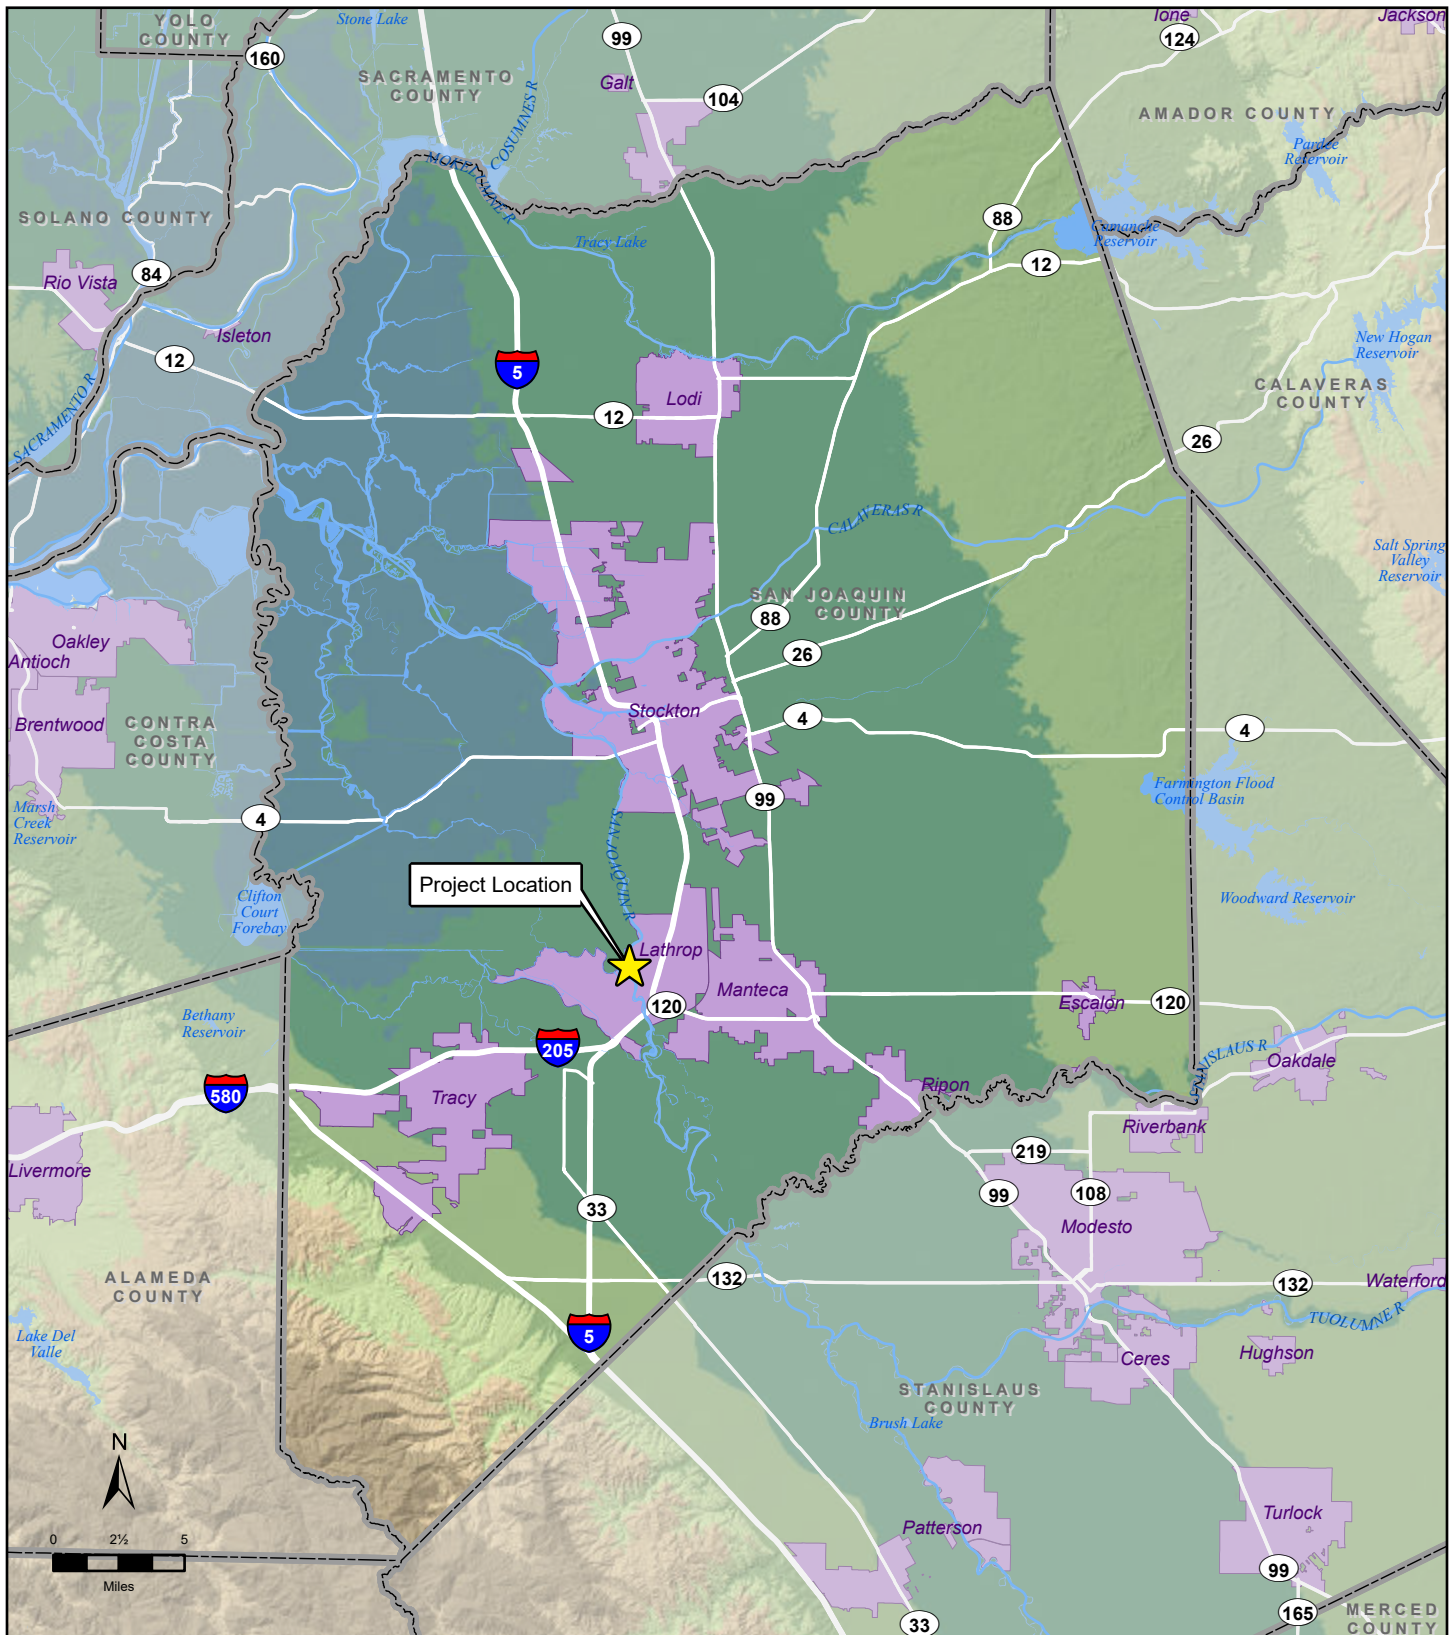 YOLO
COUNTY
Stone Lake
99
Ione
124
Jackson
160
SACRAMENTO
COUNTY
Galt
104
COSUMNES R
AMADOR COUNTY
Pardee
Reservoir
MOKELUMNE R
SOLANO COUNTY
88
Camanche
Reservoir
Tracy Lake
12
84
Rio Vista
Isleton
12
New Hogan
Reservoir
5
CALAVERAS
COUNTY
Lodi
12
SACRAMENTO R
26
CALAVERAS R
Salt Spring
Valley
Reservoir
SAN JOAQUIN
COUNTY
88
Oakley
Antioch
26
Brentwood
CONTRA
COSTA
COUNTY
Stockton
4
4
Marsh
Creek
Reservoir
4
99
Farmington Flood
Control Basin
SAN JOAQUIN R
Project Location
Clifton
Court
Forebay
Woodward Reservoir
Lathrop
Manteca
120
Escalon
120
Bethany
Reservoir
205
STANISLAUS R
Oakdale
580
Tracy
Ripon
Riverbank
Livermore
219
33
99
108
Modesto
ALAMEDA
COUNTY
132
132
Waterford
TUOLUMNE R
Lake Del
Valle
5
Ceres
Hughson
STANISLAUS
COUNTY
Brush Lake
N
Turlock
Patterson
0 2½ 5
Miles
99
165
MERCED
COUNTY
33